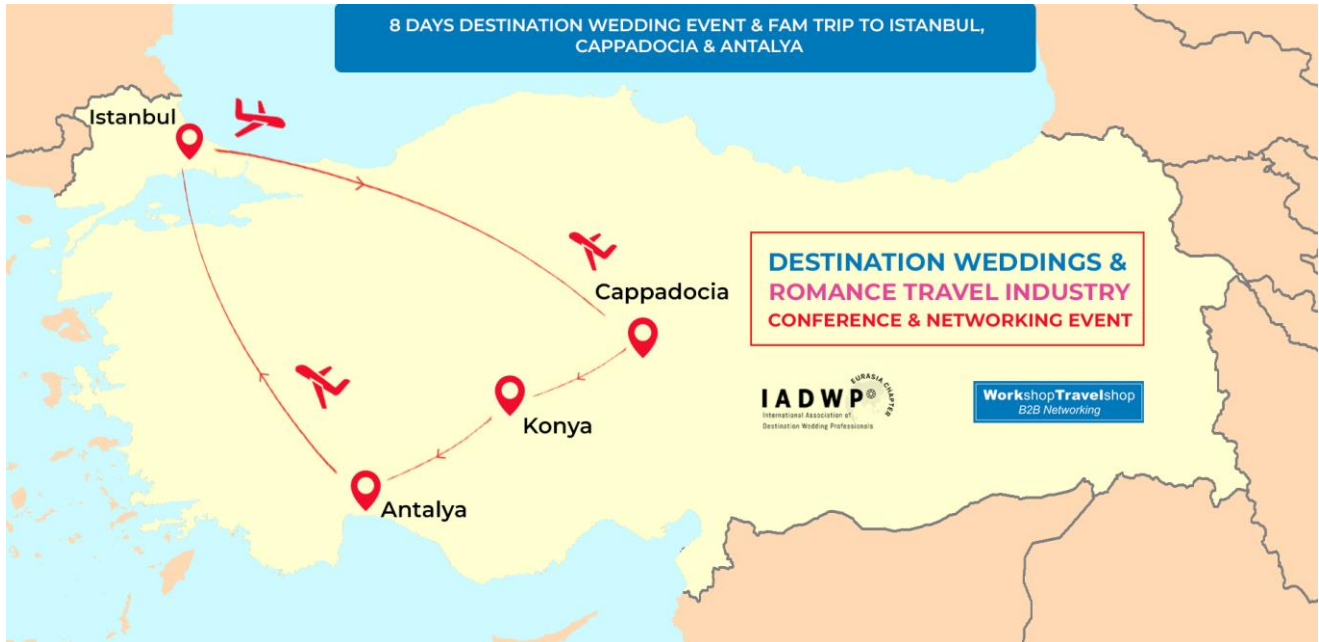 8 DAYS DESTINATION WEDDING EVENT & FAM TRIP TO ISTANBUL,
CAPPADOCIA & ANTALYA
Istanbul
Cappadocia
Konya
Antalya
DESTINATION WEDDINGS &
ROMANCE TRAVEL INDUSTRY
CONFERENCE & NETWORKING EVENT
IADWP
EURASIA CHAPTER
International Association of
Destination Wedding Professionals
WorkshopTravelshop
B2B Networking